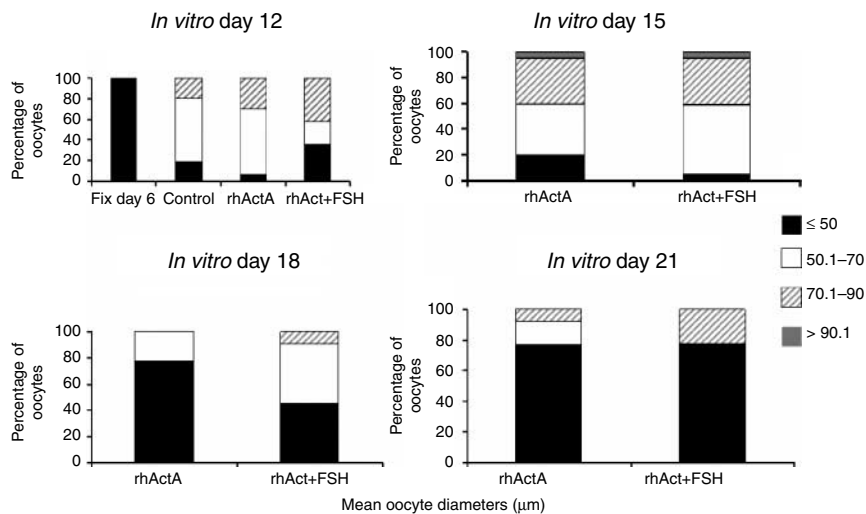 In vitro day 12
Percentage of
oocytes
100
80
60
40
20
0
Fix day 6 Control rhActA rhAct+FSH
In vitro day 15
Percentage of
oocytes
100
80
60
40
20
0
rhActA rhAct+FSH
≤ 50
50.1–70
70.1–90
> 90.1
In vitro day 18
Percentage of
oocytes
100
80
60
40
20
0
rhActA rhAct+FSH
In vitro day 21
Percentage of
oocytes
100
80
60
40
20
0
rhActA rhAct+FSH
Mean oocyte diameters (μm)